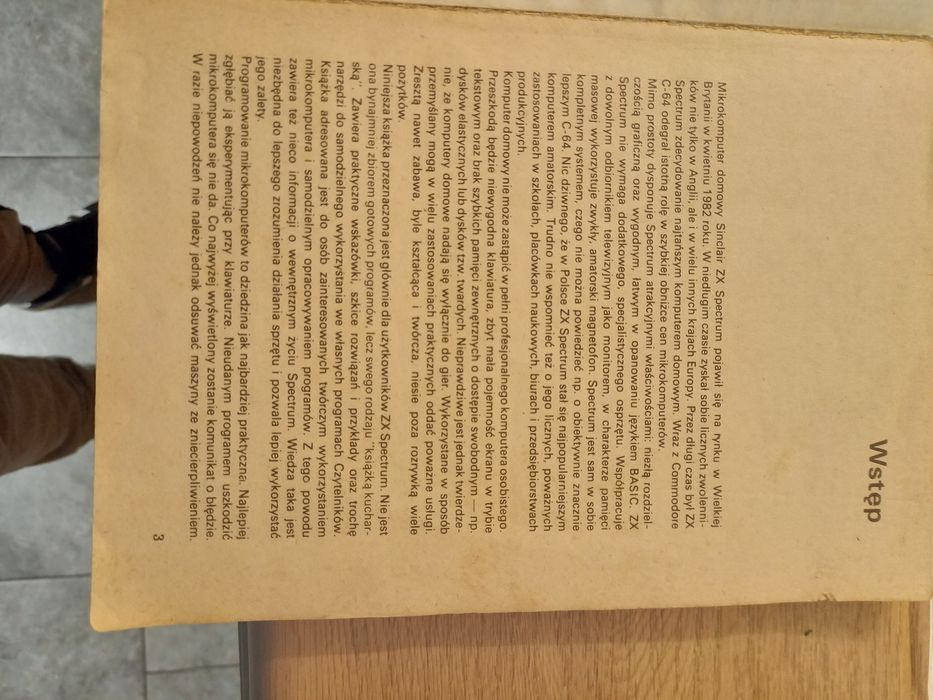 Wstęp
Mikrokomputer domowy Sinclair ZX Spectrum pojawił się na rynku w Wielkiej
Brytanii w kwietniu 1982 roku. W niedługim czasie zyskał sobie licznych zwolenni-
ków nie tylko w Anglii, ale i w wielu innych krajach Europy. Przez długi czas był ZX
Spectrum zdecydowanie najtańszym komputerem domowym. Wraz z Commodore
C-64 odegrał istotną rolę w szybkiej obniżce cen mikrokomputerów.
Mimo prostoty dysponuje Spectrum atrakcyjnymi właściwościami: niezłą rozdziel-
czością graficzną oraz wygodnym, łatwym w opanowaniu językiem BASIC. ZX
Spectrum nie wymaga dodatkowego, specjalistycznego osprzętu. Współpracuje
z dowolnym odbiornikiem telewizyjnym jako monitorem, w charakterze pamięci
masowej wykorzystuje zwykły, amatorski magnetofon. Spectrum jest sam w sobie
kompletnym systemem, czego nie można powiedzieć np. o obiektywnie znacznie
lepszym C-64. Nic dziwnego, że w Polsce ZX Spectrum stał się najpopularniejszym
komputerem amatorskim. Trudno nie wspomnieć też o jego licznych, poważnych
zastosowaniach w szkołach, placówkach naukowych, biurach i przedsiębiorstwach
produkcyjnych.
Komputer domowy nie może zastąpić w pełni profesjonalnego komputera osobistego.
Przeszkodą będzie niewygodna klawiatura, zbyt mała pojemność ekranu w trybie
tekstowym oraz brak szybkich pamięci zewnętrznych o dostępie swobodnym — np.
dysków elastycznych lub dysków tzw. twardych. Nieprawdziwe jest jednak twierdze-
nie, że komputery domowe nadają się wyłącznie do gier. Wykorzystane w sposób
przemyślany mogą w wielu zastosowaniach praktycznych oddać poważne usługi.
Zresztą nawet zabawa, byle kształcąca i twórcza, niesie poza rozrywką wiele
pożytków.
Niniejsza książka przeznaczona jest głównie dla użytkowników ZX Spectrum. Nie jest
ona bynajmniej zbiorem gotowych programów, lecz swego rodzaju "książką kuchar-
ską". Zawiera praktyczne wskazówki, szkice rozwiązań i przykłady oraz trochę
narzędzi do samodzielnego wykorzystania we własnych programach Czytelników.
Książka adresowana jest do osób zainteresowanych twórczym wykorzystaniem
mikrokomputera i samodzielnym opracowywaniem programów. Z tego powodu
zawiera też nieco informacji o wewnętrznym życiu Spectrum. Wiedza taka jest
niezbędna do lepszego zrozumienia działania sprzętu i pozwala lepiej wykorzystać
jego zalety.
Programowanie mikrokomputerów to dziedzina jak najbardziej praktyczna. Najlepiej
zgłębiać ją eksperymentując przy klawiaturze. Nieudanym programem uszkodzić
mikrokomputera się nie da. Co najwyżej wyświetlony zostanie komunikat o błędzie.
W razie niepowodzeń nie należy jednak odsuwać maszyny ze zniecierpliwieniem.
3